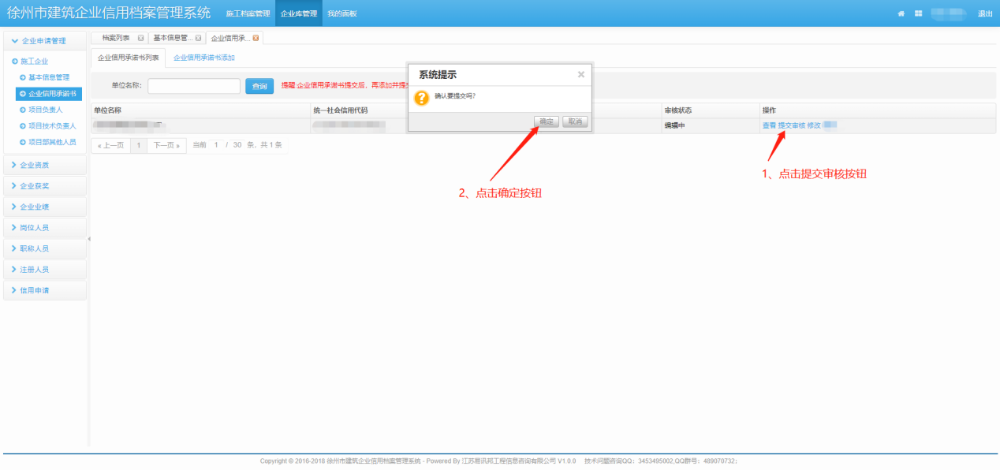 徐州市建筑企业信用档案管理系统 施工档案管理 企业库管理 我的面板 退出
企业申请管理
施工企业
基本信息管理
企业信用承诺书
项目负责人
项目技术负责人
项目部其他人员
企业资质
企业获奖
企业业绩
岗位人员
职称人员
注册人员
信用申请
档案列表 基本信息管... 企业信用承...
企业信用承诺书列表 企业信用承诺书添加
单位名称： 查询 提醒:企业信用承诺书提交后，再添加并提交
单位名称 统一社会信用代码 审核状态 操作
编辑中 查看 提交审核 修改
« 上一页 1 下一页 » 当前 1 / 30 条，共 1 条
系统提示
确认要提交吗?
确定 取消
1、点击提交审核按钮
2、点击确定按钮
Copyright © 2016-2018 徐州市建筑企业信用档案管理系统 - Powered By 江苏易讯邦工程信息咨询有限公司 V1.0.0 技术问题咨询QQ：3453495002,QQ群号：489070732；